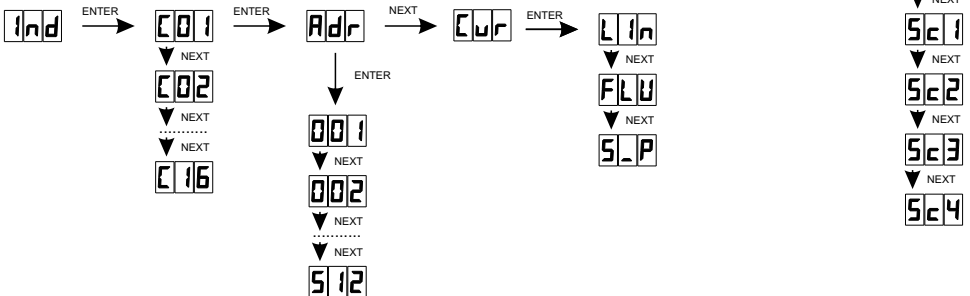 NEXT
Ind ENTER C01 ENTER Adr NEXT Cur ENTER LIn
Sc1
NEXT
C02
NEXT
NEXT
C16
ENTER
001
NEXT
002
NEXT
NEXT
512
NEXT
FLU
NEXT
S_P
NEXT
Sc2
NEXT
Sc3
NEXT
Sc4